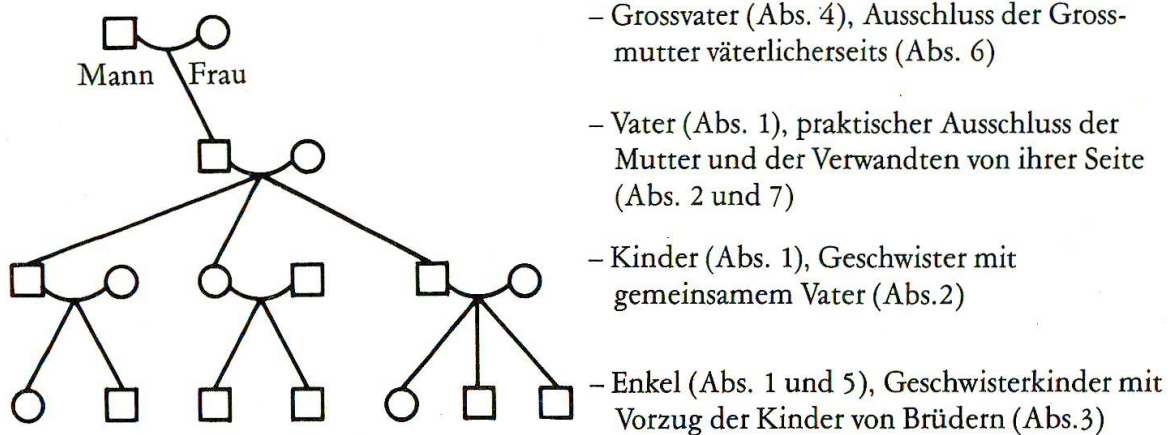 – Grossvater (Abs. 4), Ausschluss der Gross-
mutter väterlicherseits (Abs. 6)
Mann Frau
– Vater (Abs. 1), praktischer Ausschluss der
Mutter und der Verwandten von ihrer Seite
(Abs. 2 und 7)
– Kinder (Abs. 1), Geschwister mit
gemeinsamem Vater (Abs.2)
– Enkel (Abs. 1 und 5), Geschwisterkinder mit
Vorzug der Kinder von Brüdern (Abs.3)